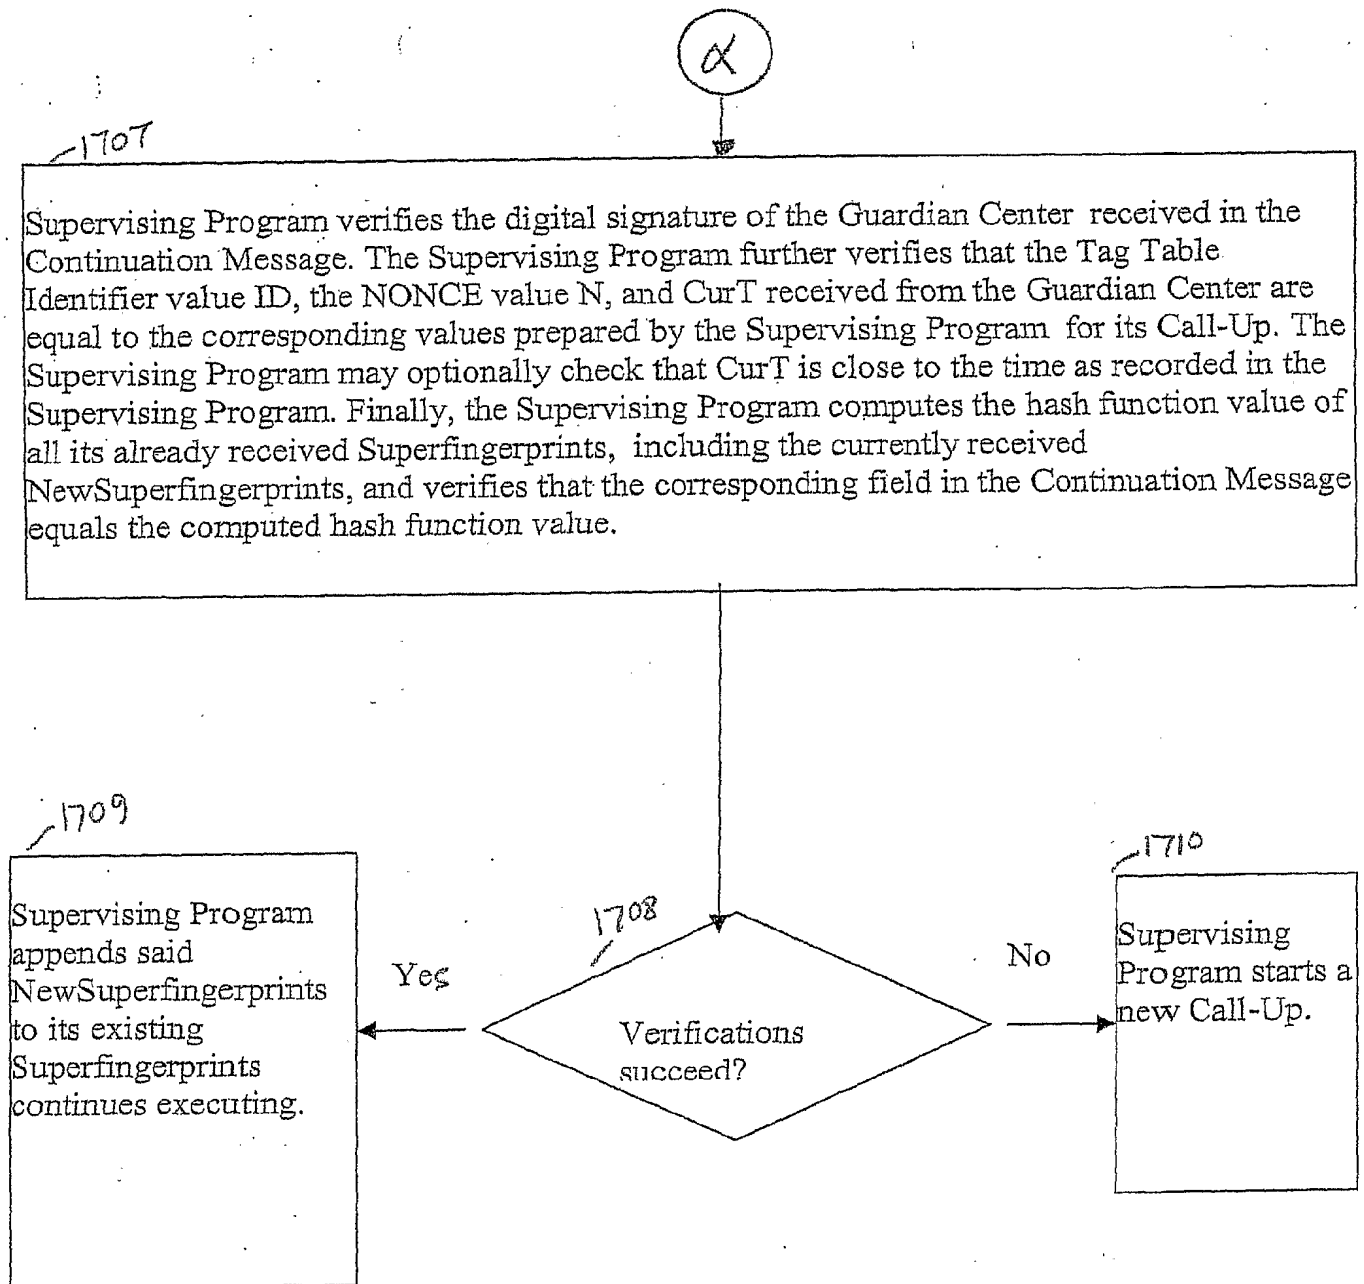 α
1707
Supervising Program verifies the digital signature of the Guardian Center received in the
Continuation Message. The Supervising Program further verifies that the Tag Table
Identifier value ID, the NONCE value N, and CurT received from the Guardian Center are
equal to the corresponding values prepared by the Supervising Program for its Call-Up. The
Supervising Program may optionally check that CurT is close to the time as recorded in the
Supervising Program. Finally, the Supervising Program computes the hash function value of
all its already received Superfingerprints, including the currently received
NewSuperfingerprints, and verifies that the corresponding field in the Continuation Message
equals the computed hash function value.
1709
Supervising Program
appends said
NewSuperfingerprints
to its existing
Superfingerprints
continues executing.
Yes
1708
Verifications
succeed?
No
1710
Supervising
Program starts a
new Call-Up.